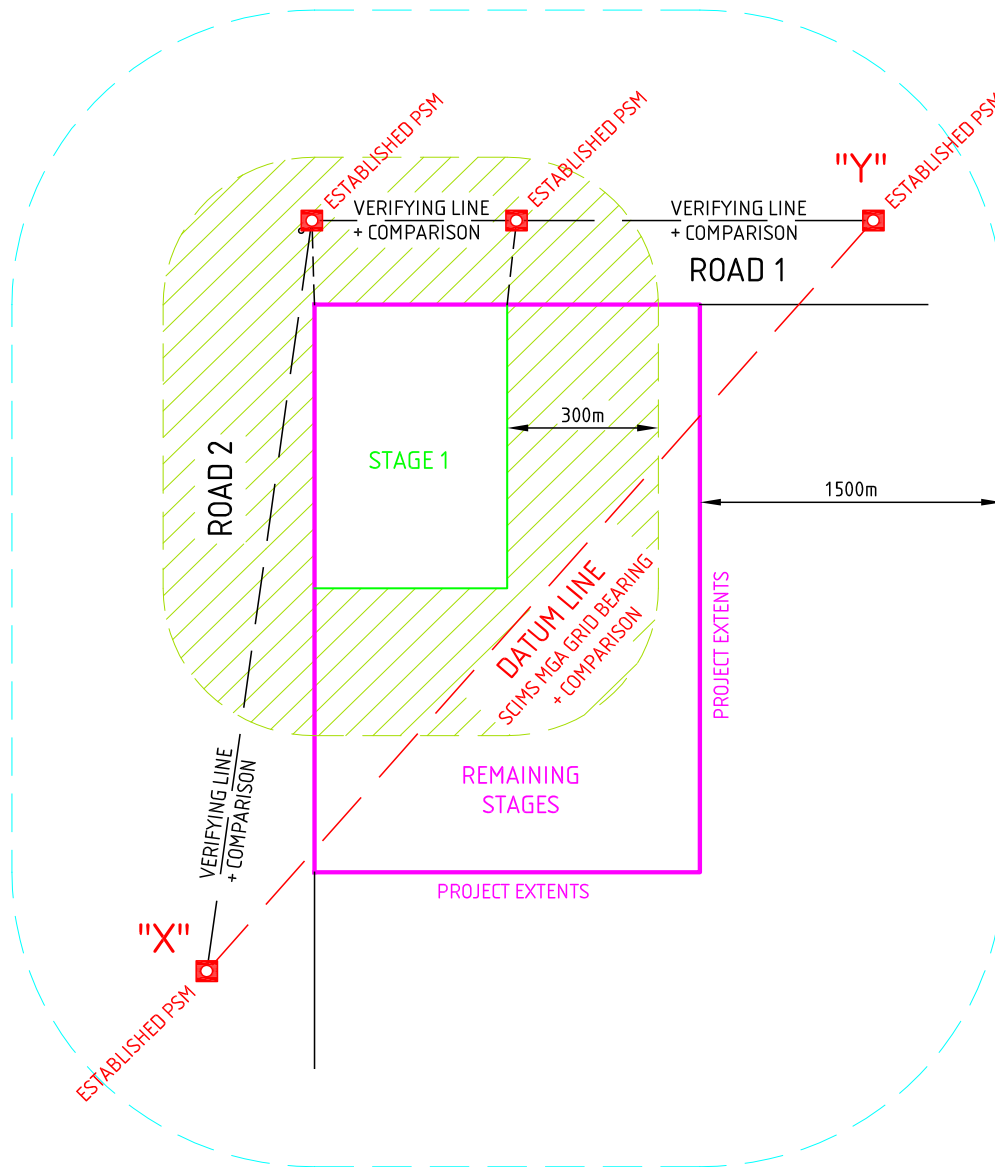 ESTABLISHED PSM
ESTABLISHED PSM
ESTABLISHED PSM
"Y"
VERIFYING LINE
+ COMPARISON
VERIFYING LINE
+ COMPARISON
ROAD 1
300m
ROAD 2
STAGE 1
1500m
DATUM LINE
SCIMS MGA GRID BEARING
+ COMPARISON
PROJECT EXTENTS
REMAINING
STAGES
VERIFYING LINE
+ COMPARISON
PROJECT EXTENTS
"X"
ESTABLISHED PSM